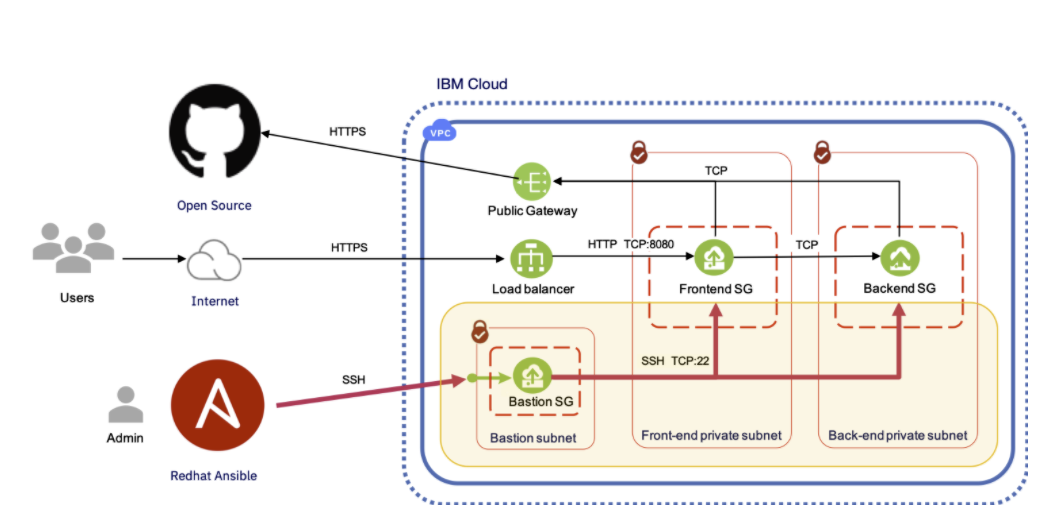 IBM Cloud
VPC
HTTPS
TCP
Open Source
Public Gateway
HTTPS
HTTP TCP:8080
TCP
Users
Internet
Load balancer
Frontend SG
Backend SG
SSH
SSH TCP:22
Bastion SG
Admin
Bastion subnet
Front-end private subnet
Back-end private subnet
Redhat Ansible